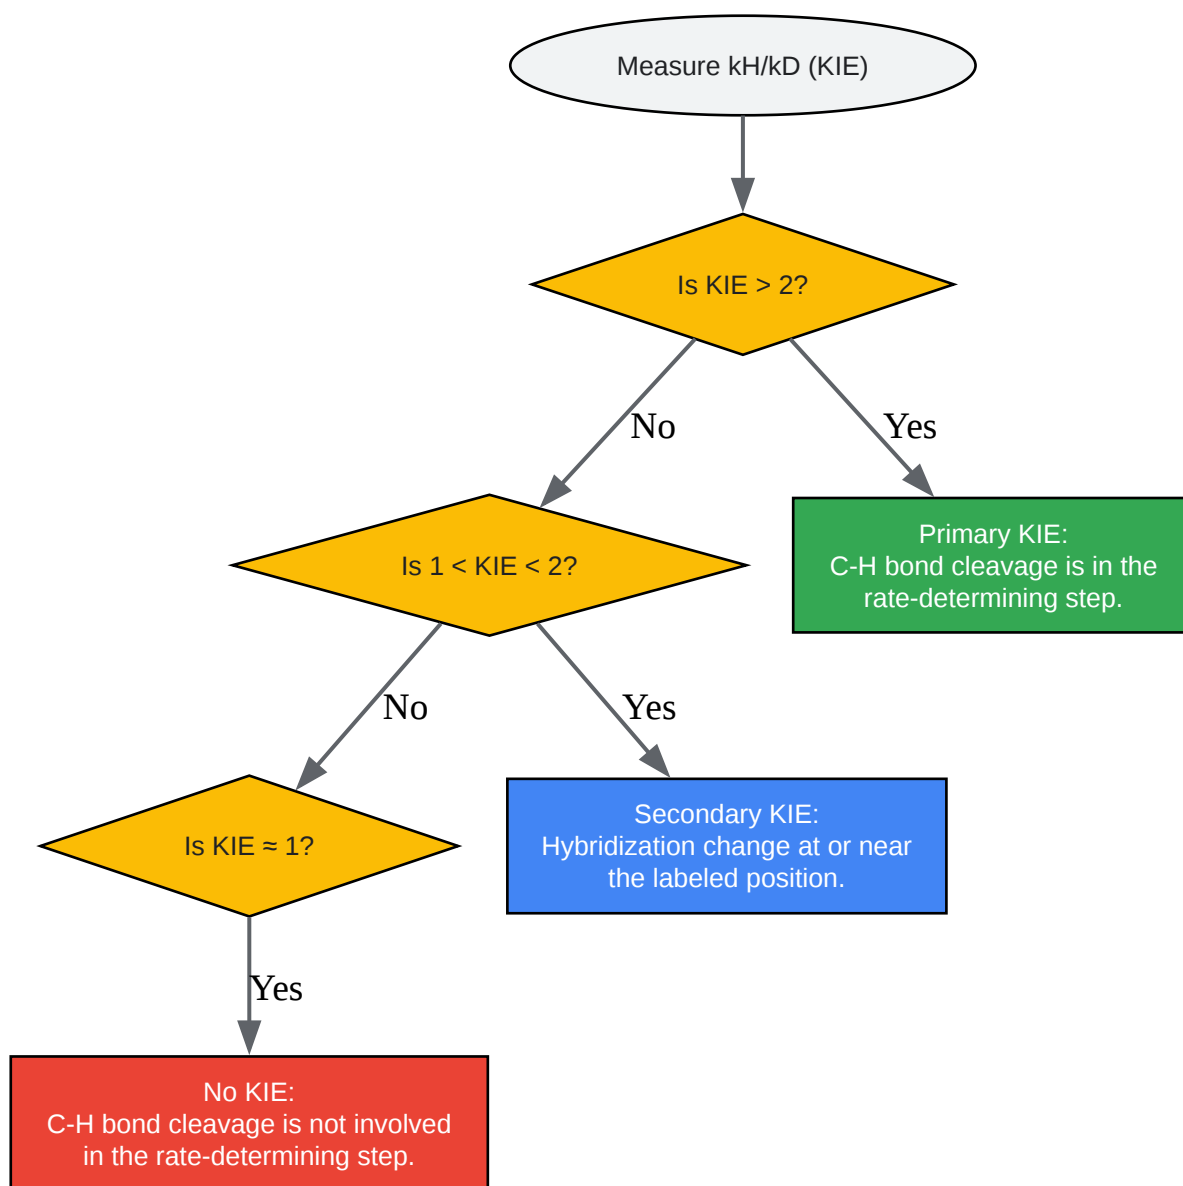 Measure kH/kD (KIE)
Is KIE > 2?
No
Yes
Is 1 < KIE < 2?
Primary KIE:
C-H bond cleavage is in the
rate-determining step.
No
Yes
Is KIE ≈ 1?
Secondary KIE:
Hybridization change at or near
the labeled position.
Yes
No KIE:
C-H bond cleavage is not involved
in the rate-determining step.